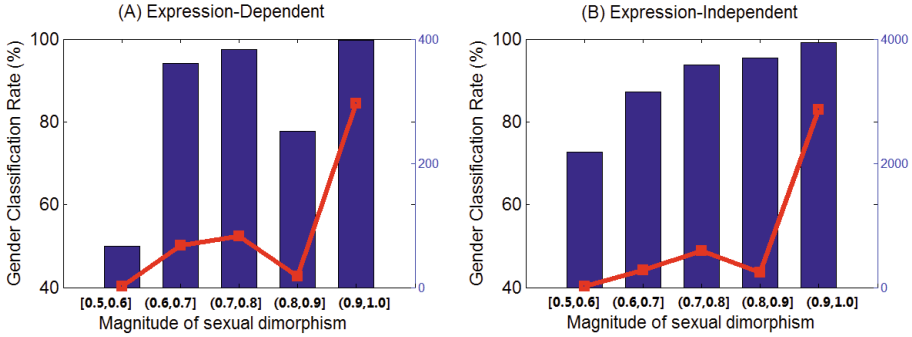 (A) Expression-Dependent
Gender Classification Rate (%)
100
80
60
40
400
200
0
[0.5,0.6] (0.6,0.7] (0.7,0.8] (0.8,0.9] (0.9,1.0]
Magnitude of sexual dimorphism
(B) Expression-Independent
Gender Classification Rate (%)
100
80
60
40
4000
2000
0
[0.5,0.6] (0.6,0.7] (0.7,0.8] (0.8,0.9] (0.9,1.0]
Magnitude of sexual dimorphism